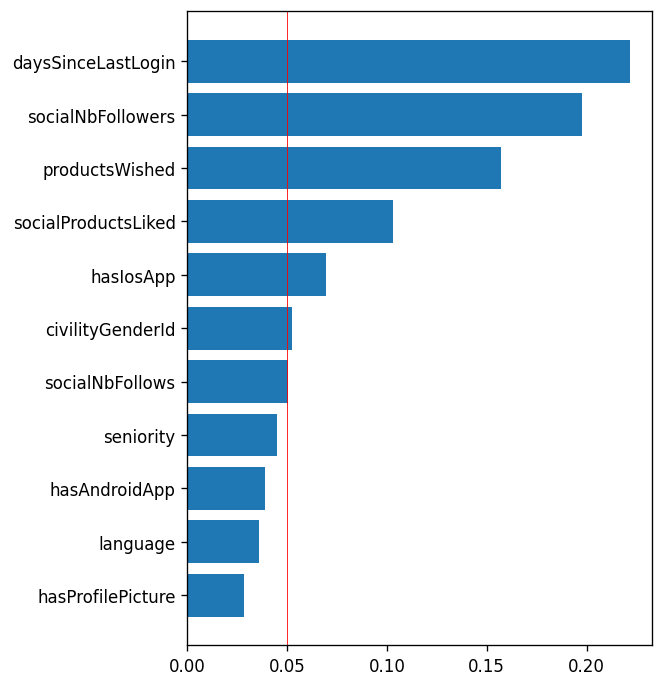 daysSinceLastLogin
socialNbFollowers
productsWished
socialProductsLiked
hasIosApp
civilityGenderId
socialNbFollows
seniority
hasAndroidApp
language
hasProfilePicture
0.00 0.05 0.10 0.15 0.20